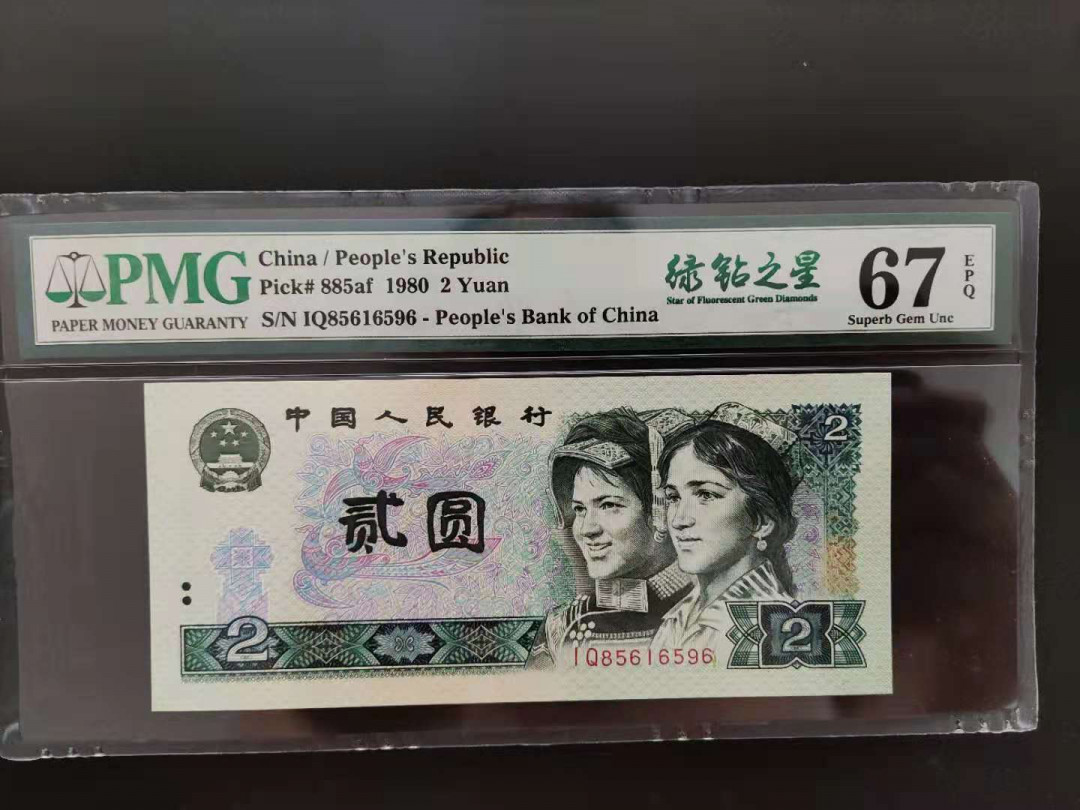 PMG
PAPER MONEY GUARANTY
China / People's Republic
Pick# 885af 1980 2 Yuan
S/N IQ85616596 - People's Bank of China
绿钻之星
Star of Fluorescent Green Diamonds
67
EPQ
Superb Gem Unc
中国人民银行
2
贰圆
2
IQ85616596
2